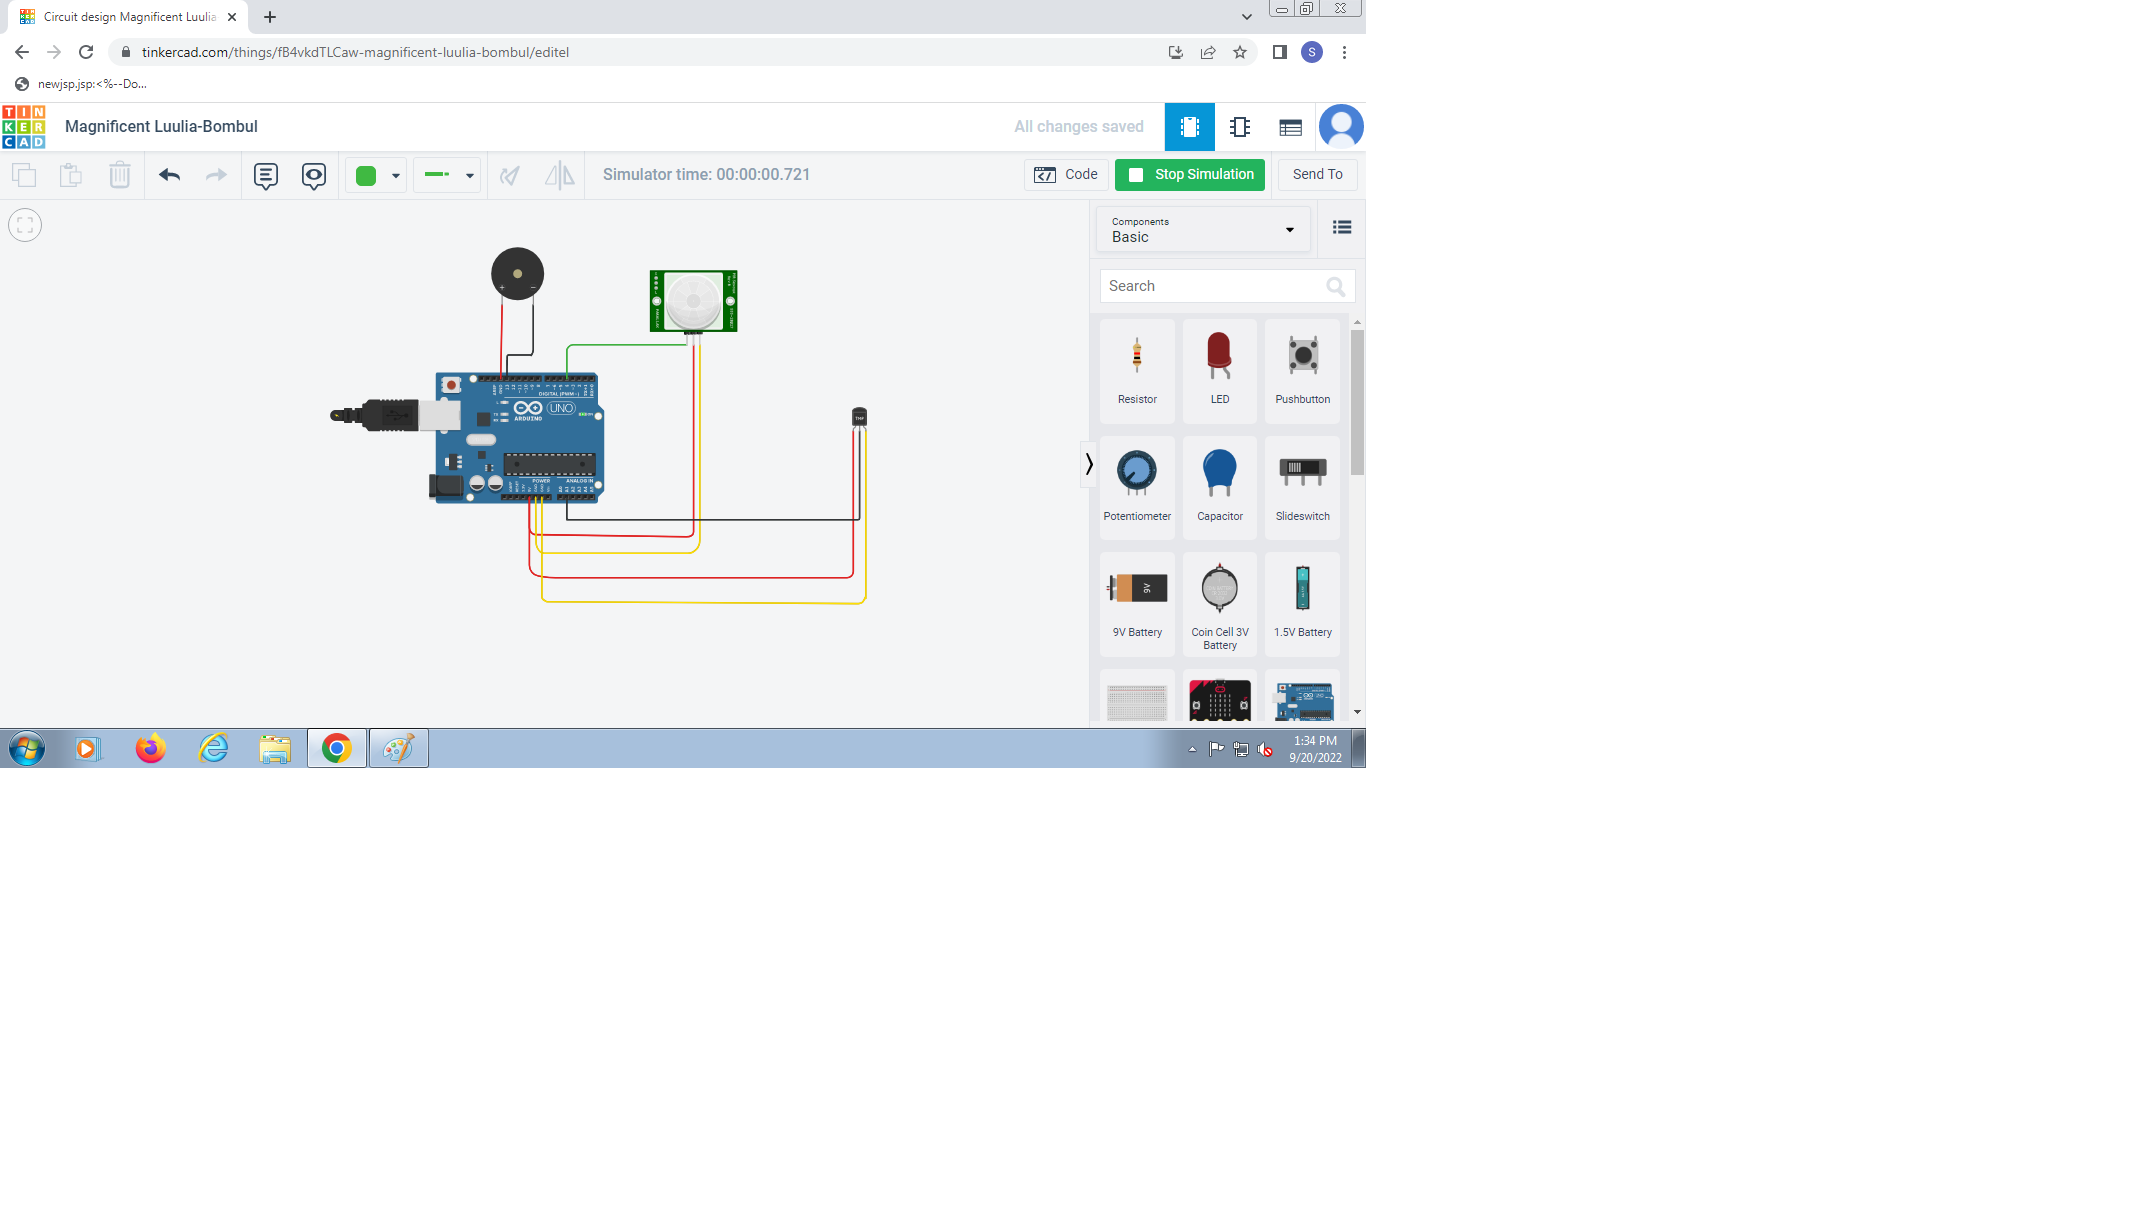 Circuit design Magnificent Luulia
tinkercad.com/things/fB4vkdTLCaw-magnificent-luulia-bombul/editel
S
newjsp.jsp:<%--Do...
TIN
KER
CAD
Magnificent Luulia-Bombul
All changes saved
Simulator time: 00:00:00.721
Code
Stop Simulation
Send To
Components
Basic
Search
Resistor
LED
Pushbutton
Potentiometer
Capacitor
Slideswitch
9V
9V Battery
Coin Cell 3V
Battery
1.5V Battery
DIGITAL (PWM~)
UNO
ARDUINO
POWER
ANALOG IN
TMP
1:34 PM
9/20/2022